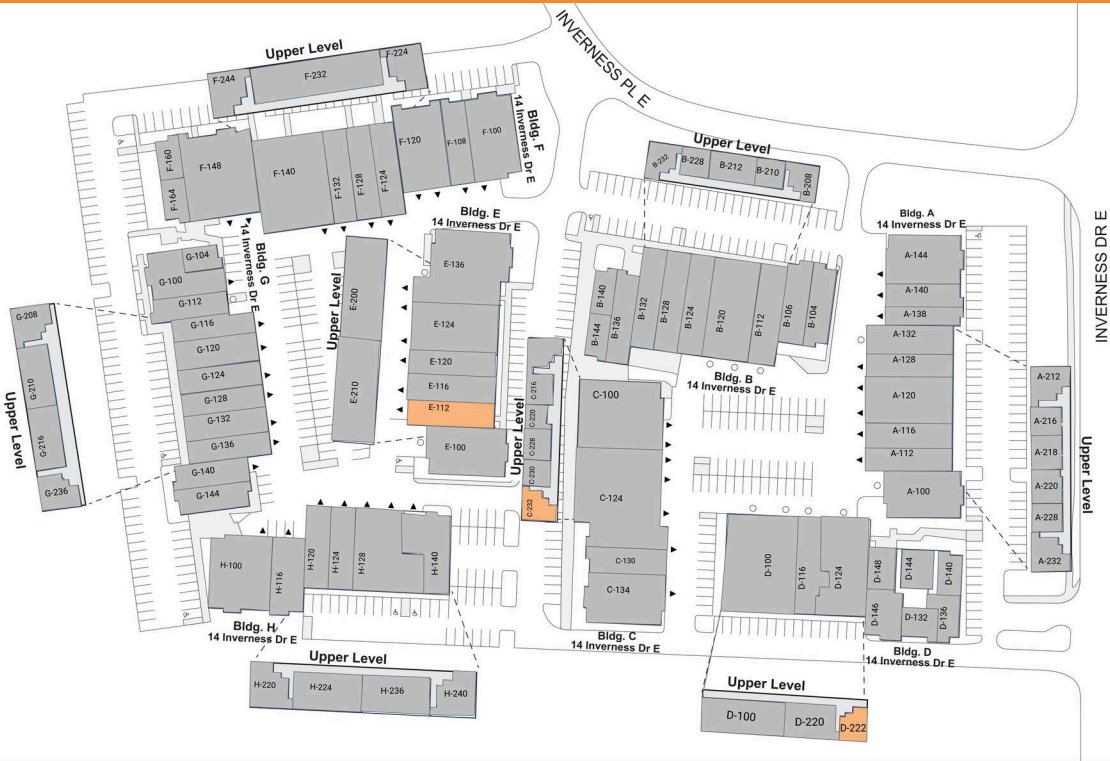 INVERNESS PL E
INVERNESS DR E
Upper Level
F-244
F-232
F-224
Bldg. F
14 Inverness Dr E
F-160
F-164
F-148
F-140
F-132
F-128
F-124
F-120
F-108
F-100
Upper Level
B-232
B-228
B-212
B-210
B-208
Bldg. A
14 Inverness Dr E
A-144
A-140
A-138
A-132
A-128
A-120
A-116
A-112
A-100
Upper Level
A-212
A-216
A-218
A-220
A-228
A-232
Bldg. G
14 Inverness Dr E
G-104
G-100
G-112
G-116
G-120
G-124
G-128
G-132
G-136
G-140
G-144
Upper Level
G-208
G-210
G-216
G-236
Bldg. E
14 Inverness Dr E
E-136
E-124
E-120
E-116
E-112
E-100
Upper Level
E-200
E-210
B-140
B-144
B-136
B-132
B-128
B-124
B-120
B-112
B-106
B-104
Bldg. B
14 Inverness Dr E
Upper Level
C-216
C-220
C-228
C-230
C-232
C-100
C-124
C-130
C-134
Bldg. C
14 Inverness Dr E
H-100
H-116
H-120
H-124
H-128
H-140
Bldg. H
14 Inverness Dr E
Upper Level
H-220
H-224
H-236
H-240
D-100
D-116
D-124
D-148
D-146
D-144
D-132
D-140
D-136
Bldg. D
14 Inverness Dr E
Upper Level
D-100
D-220
D-222